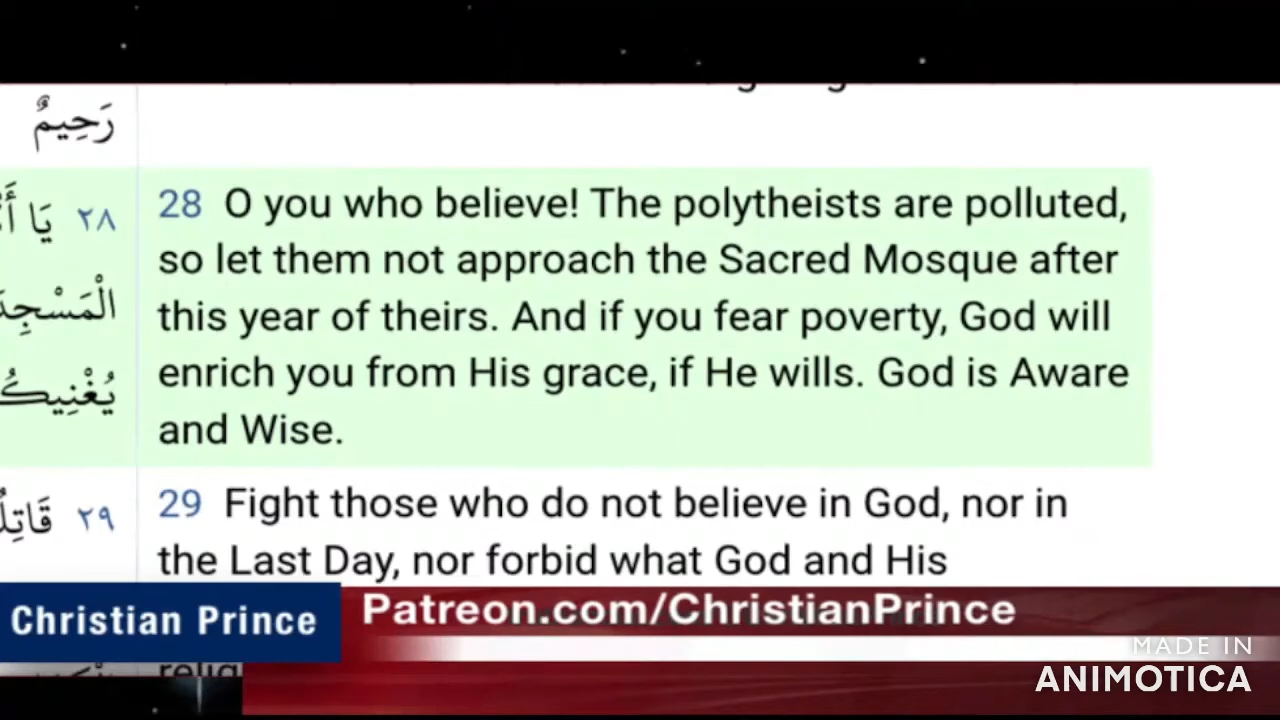 رَحِيمٌ
28 O you who believe! The polytheists are polluted,
so let them not approach the Sacred Mosque after
this year of theirs. And if you fear poverty, God will
enrich you from His grace, if He wills. God is Aware
and Wise.
٢٨ يَا
29 Fight those who do not believe in God, nor in
the Last Day, nor forbid what God and His
٢٩
Christian Prince
Patreon.com/ChristianPrince
MADE IN
ANIMOTICA